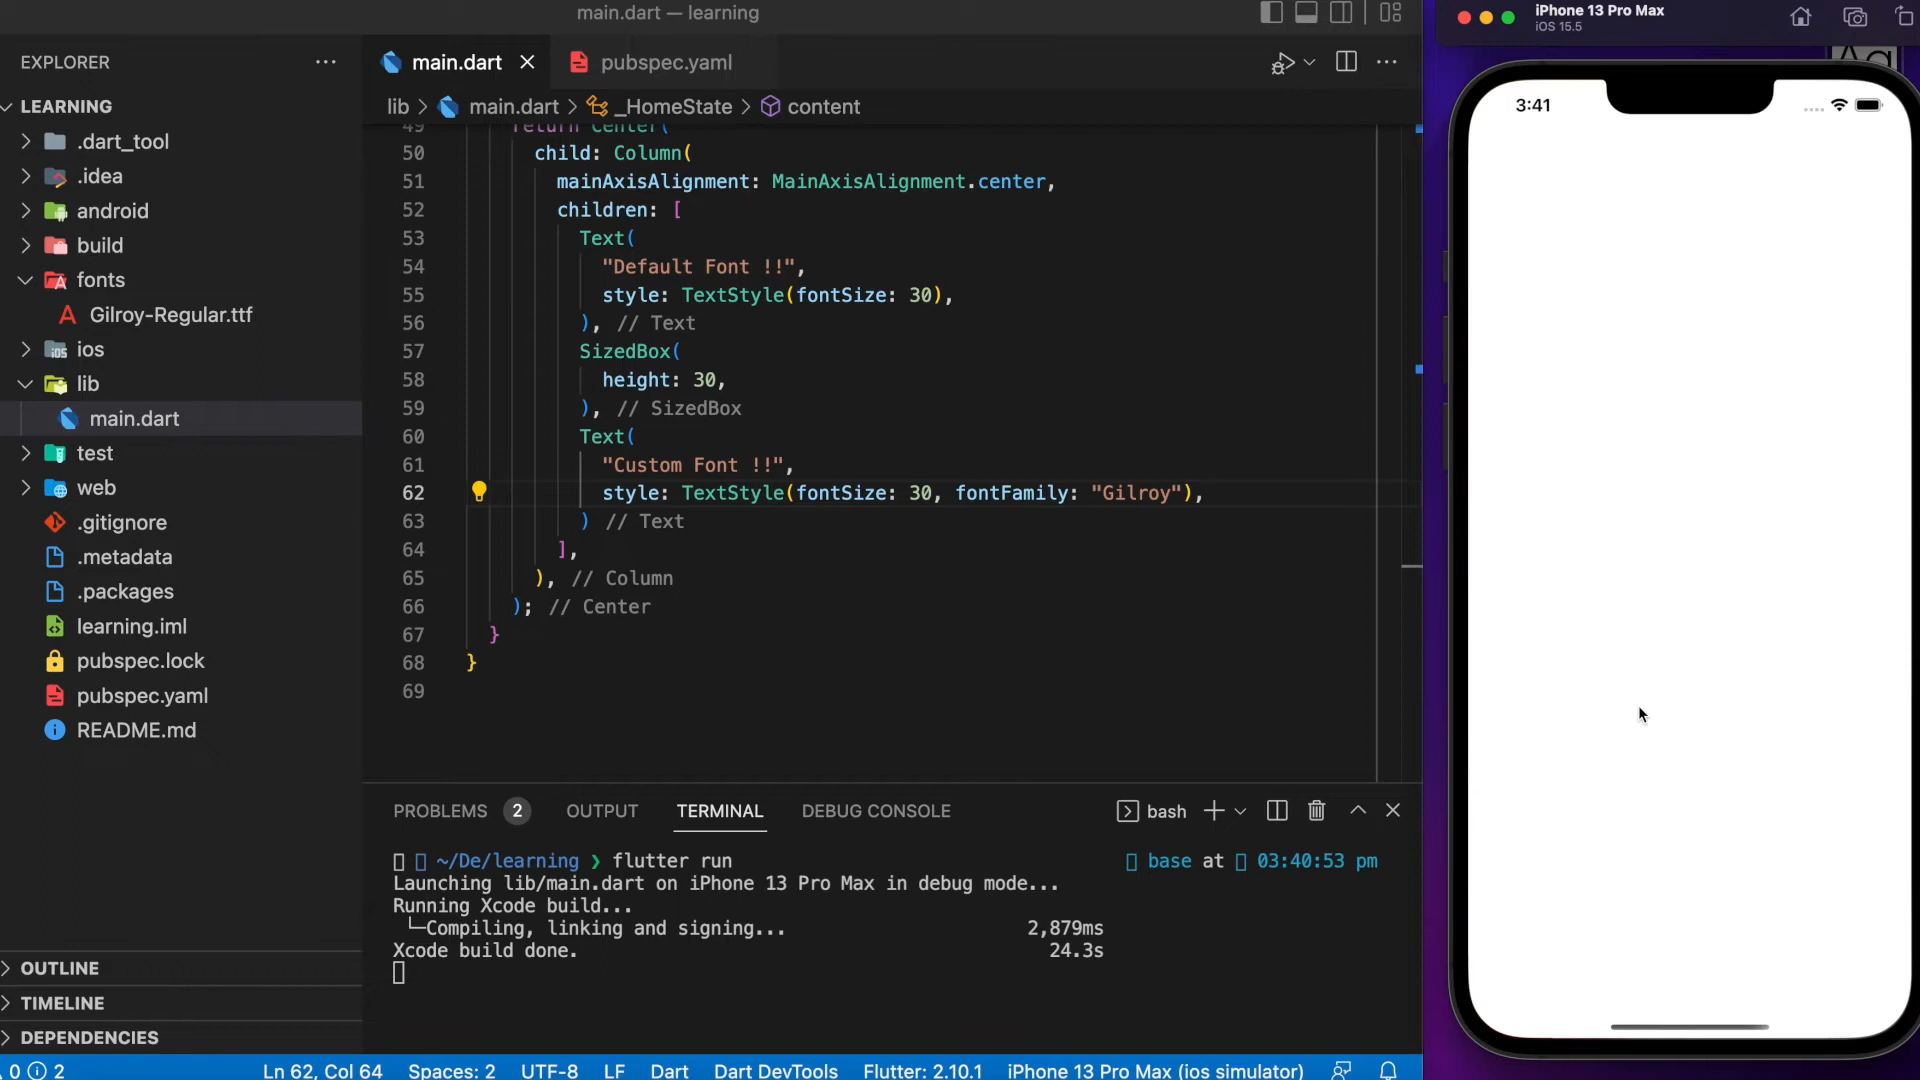 main.dart — learning
EXPLORER
LEARNING
.dart_tool
.idea
android
build
fonts
Gilroy-Regular.ttf
ios
lib
main.dart
test
web
.gitignore
.metadata
.packages
learning.iml
pubspec.lock
pubspec.yaml
README.md
OUTLINE
TIMELINE
DEPENDENCIES
main.dart
pubspec.yaml
lib > main.dart > _HomeState > content
49 return Center(
50 child: Column(
51 mainAxisAlignment: MainAxisAlignment.center,
52 children: [
53 Text(
54 "Default Font !!",
55 style: TextStyle(fontSize: 30),
56 ), // Text
57 SizedBox(
58 height: 30,
59 ), // SizedBox
60 Text(
61 "Custom Font !!",
62 style: TextStyle(fontSize: 30, fontFamily: "Gilroy"),
63 ) // Text
64 ],
65 ), // Column
66 ); // Center
67 }
68 }
69
PROBLEMS 2 OUTPUT TERMINAL DEBUG CONSOLE bash
~/De/learning ❯ flutter run base at 03:40:53 pm
Launching lib/main.dart on iPhone 13 Pro Max in debug mode...
Running Xcode build...
└─Compiling, linking and signing... 2,879ms
Xcode build done. 24.3s
0 2 Ln 62, Col 64 Spaces: 2 UTF-8 LF Dart Dart DevTools Flutter: 2.10.1 iPhone 13 Pro Max (ios simulator)
iPhone 13 Pro Max
iOS 15.5
Aa
3:41